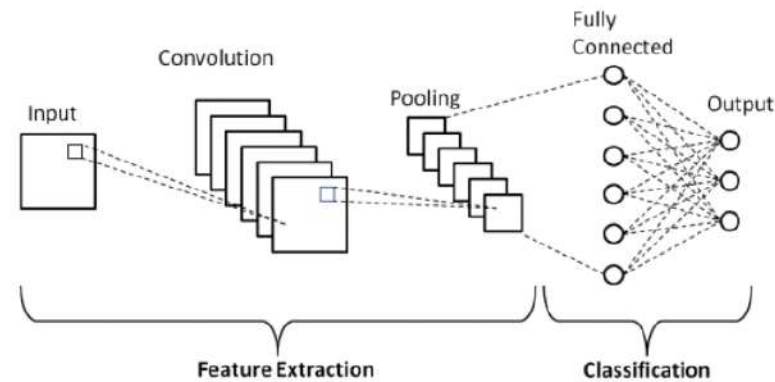 Input
Convolution
Pooling
Fully
Connected
Output
Feature Extraction
Classification